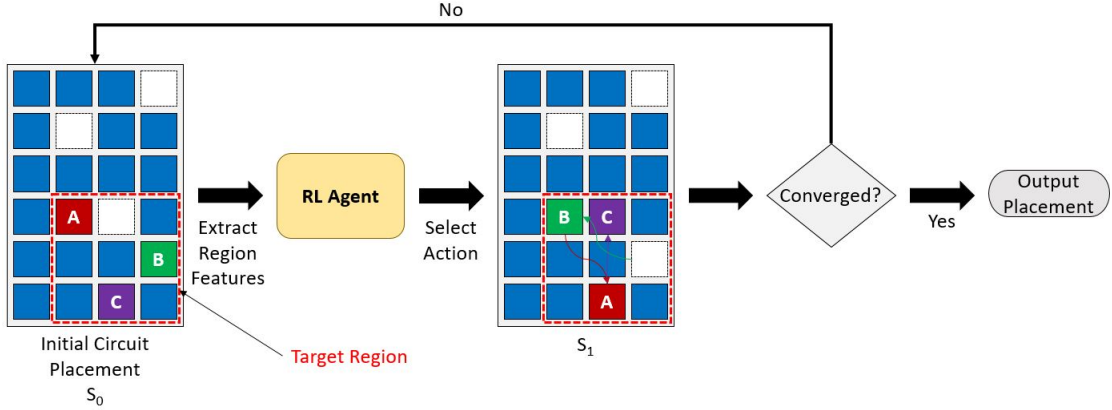 No
A
B
C
Initial Circuit
Placement
S₀
Extract
Region
Features
Target Region
RL Agent
Select
Action
B
C
A
S₁
Converged?
Yes
Output
Placement